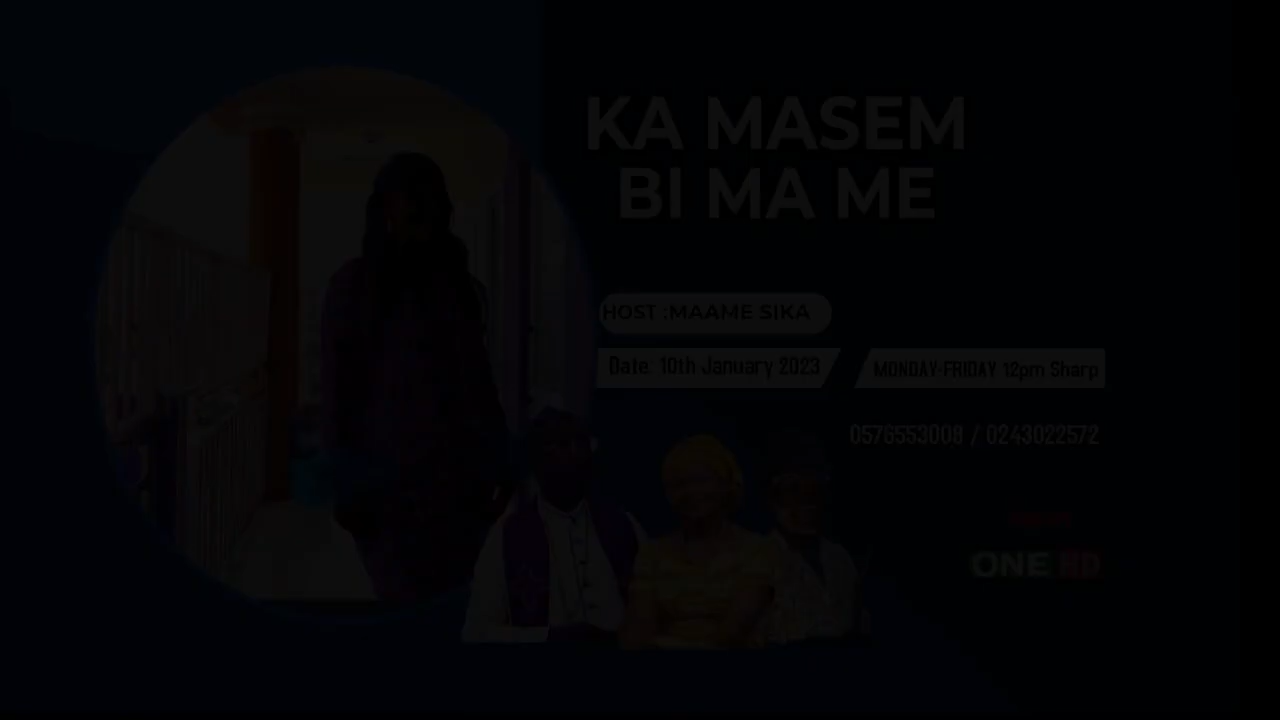 KA MASEM
BI MA ME
HOST :MAAME SIKA
Date: 10th January 2023
MONDAY-FRIDAY 12pm Sharp
0576553008 / 0243022572
ONE HD